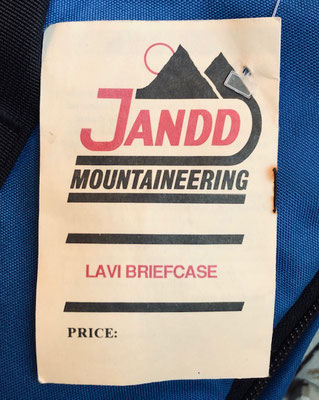 JANDD
MOUNTAINEERING
LAVI BRIEFCASE
PRICE: